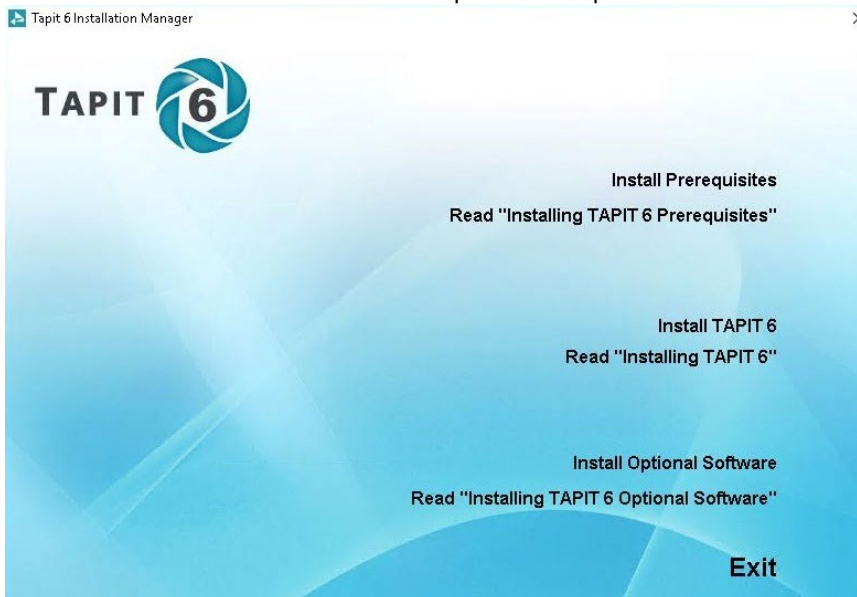 Tapit 6 Installation Manager
TAPIT 6
Install Prerequisites
Read "Installing TAPIT 6 Prerequisites"
Install TAPIT 6
Read "Installing TAPIT 6"
Install Optional Software
Read "Installing TAPIT 6 Optional Software"
Exit